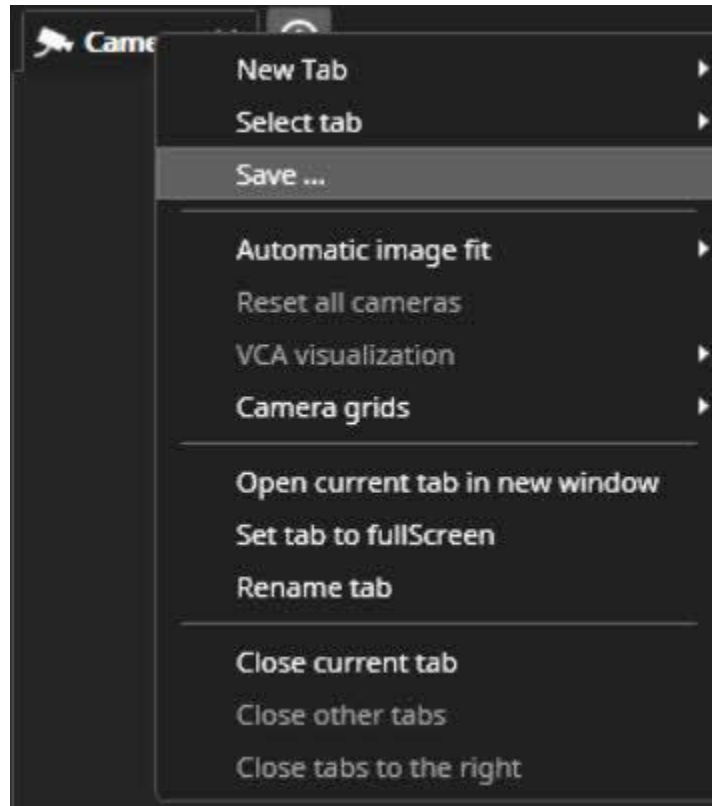 Came
New Tab
Select tab
Save ...
Automatic image fit
Reset all cameras
VCA visualization
Camera grids
Open current tab in new window
Set tab to fullScreen
Rename tab
Close current tab
Close other tabs
Close tabs to the right